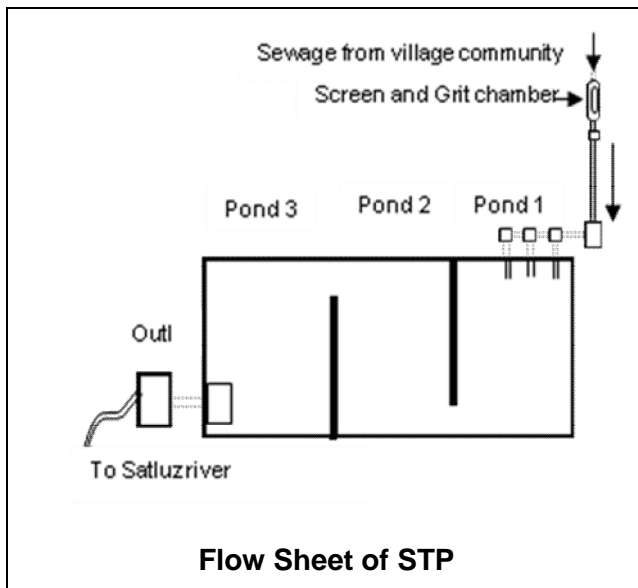 Sewage from village community
Screen and Grit chamber
Pond 3 Pond 2 Pond 1
Outl
To Satluzriver
Flow Sheet of STP